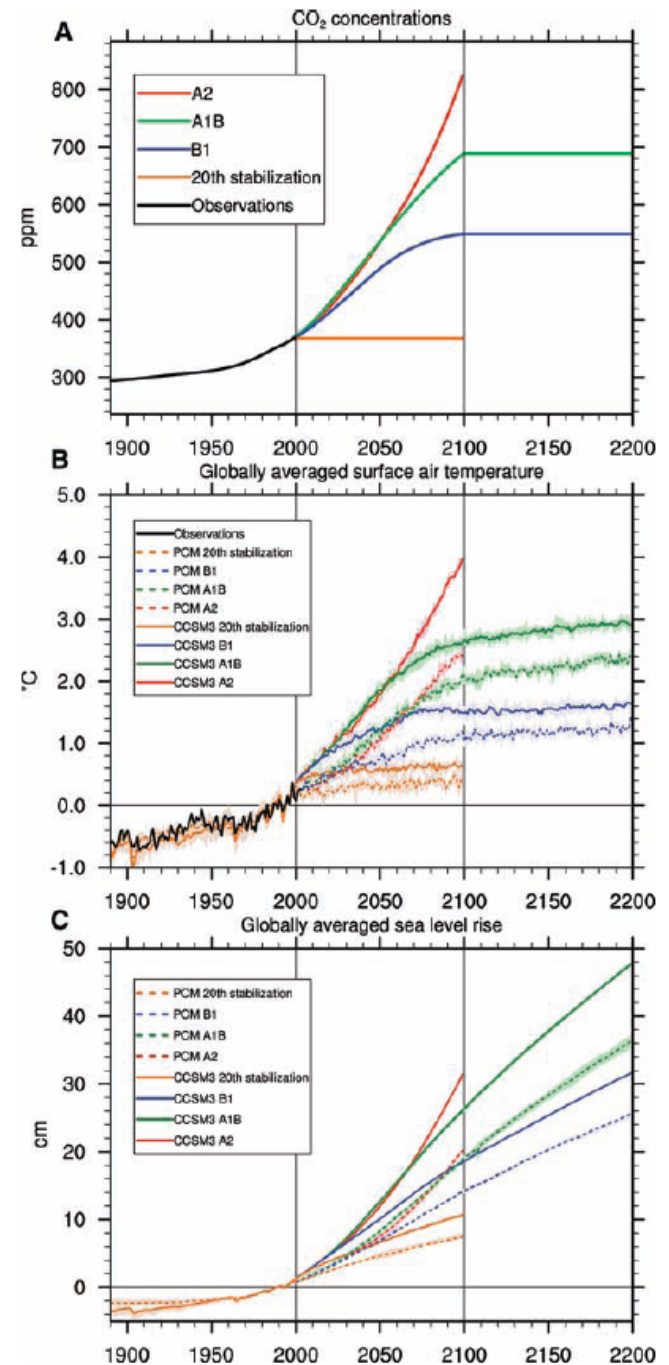 A
CO2 concentrations
800
700
600
500
400
300
ppm
A2
A1B
B1
20th stabilization
Observations
1900 1950 2000 2050 2100 2150 2200
B
Globally averaged surface air temperature
5.0
4.0
3.0
2.0
1.0
0.0
-1.0
°C
Observations
PCM 20th stabilization
PCM B1
PCM A1B
PCM A2
CCSM3 20th stabilization
CCSM3 B1
CCSM3 A1B
CCSM3 A2
1900 1950 2000 2050 2100 2150 2200
C
Globally averaged sea level rise
50
40
30
20
10
0
cm
PCM 20th stabilization
PCM B1
PCM A1B
PCM A2
CCSM3 20th stabilization
CCSM3 B1
CCSM3 A1B
CCSM3 A2
1900 1950 2000 2050 2100 2150 2200